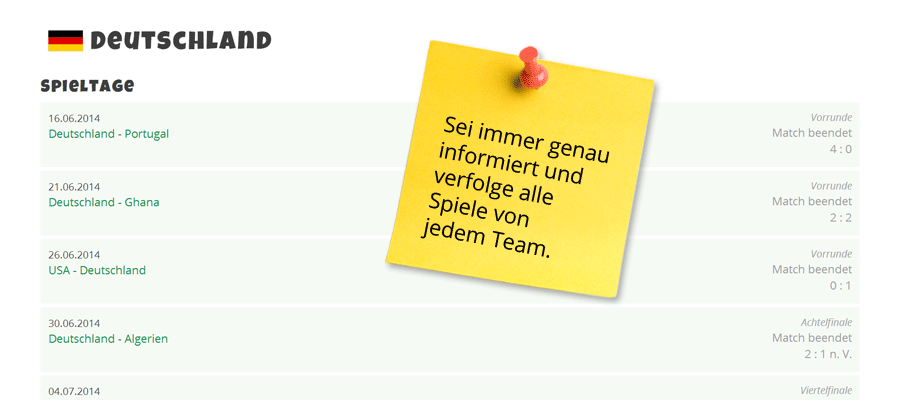 Deutschland
Spieltage
16.06.2014
Vorrunde
Deutschland - Portugal
Match beendet
4 : 0
21.06.2014
Vorrunde
Deutschland - Ghana
Match beendet
2 : 2
26.06.2014
Vorrunde
USA - Deutschland
Match beendet
0 : 1
30.06.2014
Achtelfinale
Deutschland - Algerien
Match beendet
2 : 1 n. V.
04.07.2014
Viertelfinale
Sei immer genau
informiert und
verfolge alle
Spiele von
jedem Team.